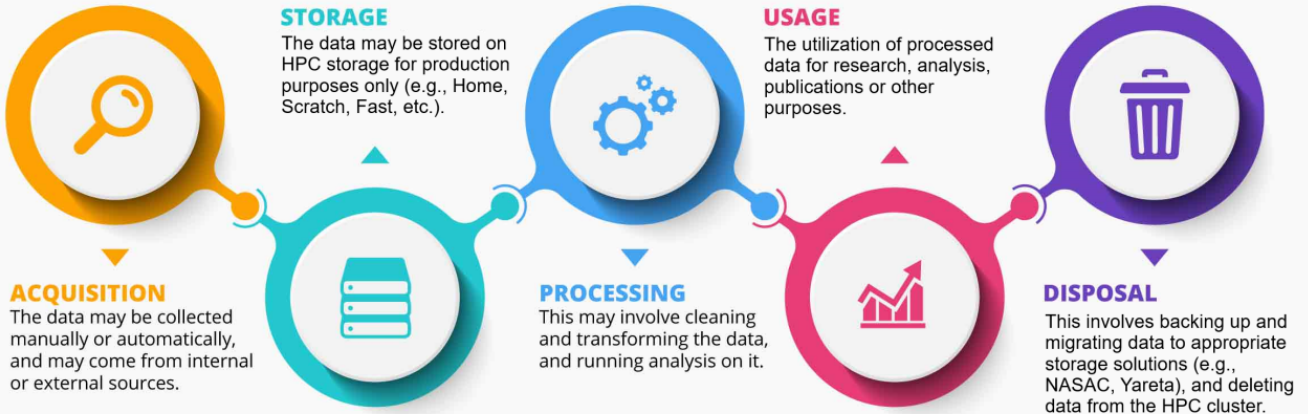 ACQUISITION
The data may be collected
manually or automatically,
and may come from internal
or external sources.
STORAGE
The data may be stored on
HPC storage for production
purposes only (e.g., Home,
Scratch, Fast, etc.).
PROCESSING
This may involve cleaning
and transforming the data,
and running analysis on it.
USAGE
The utilization of processed
data for research, analysis,
publications or other
purposes.
DISPOSAL
This involves backing up and
migrating data to appropriate
storage solutions (e.g.,
NASAC, Yareta), and deleting
data from the HPC cluster.